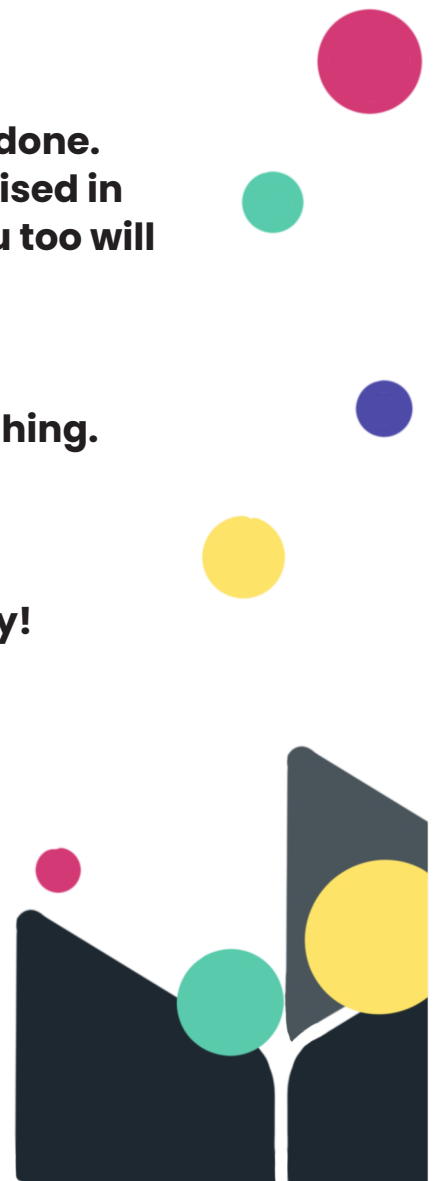 done.
ised in
u too will
hing.
y!